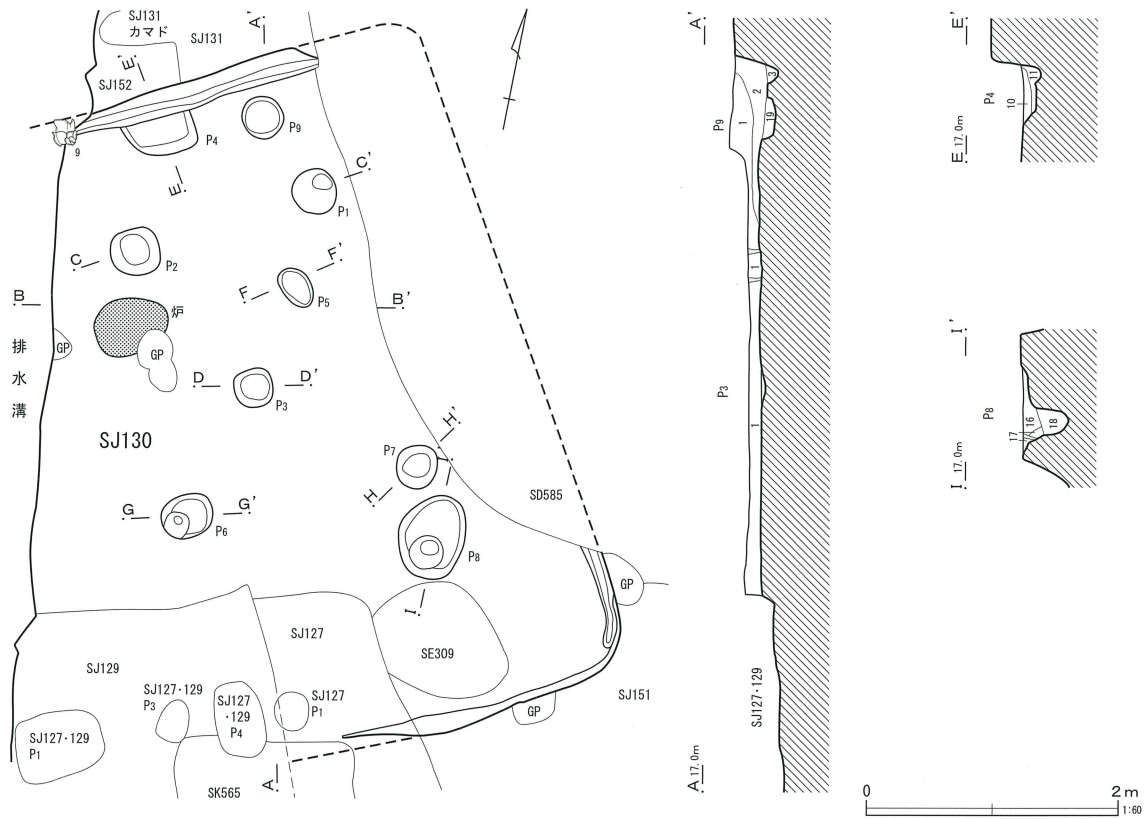 SJ131
カマド
SJ131
A'
E'
SJ152
9
P4
P9
E
C'
P1
C
P2
F'
F
P5
B
B'
炉
排水溝
GP
GP
D
D'
P3
SJ130
H'
I'
P7
H
SD585
G
G'
P6
P8
GP
I
SJ127
SE309
SJ129
SJ151
SJ127・129
P3
SJ127
・129
P4
SJ127
P1
GP
SJ127・129
P1
SK565
A
A'
3
2
1
19
P9
1
P3
1
SJ127・129
A 17.0m
E'
11
10
P4
E 17.0m
I'
P8
16
18
17
I 17.0m
0
2m
1:60